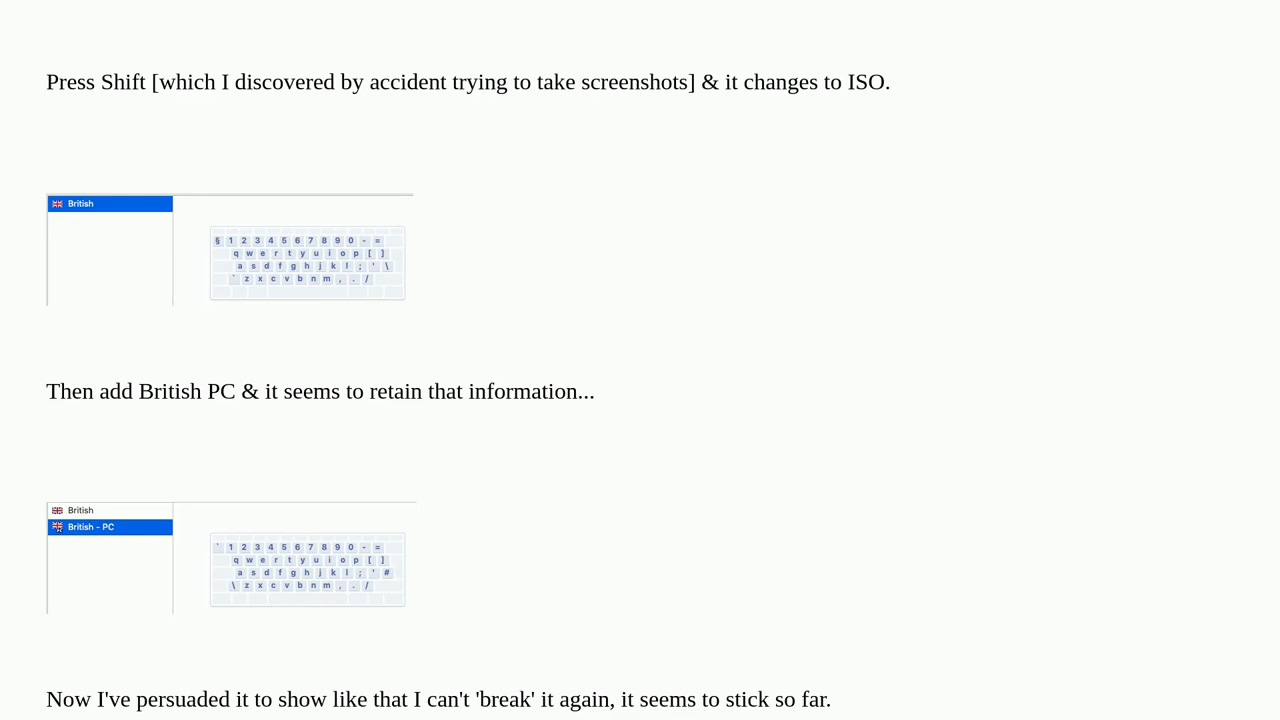 Press Shift [which I discovered by accident trying to take screenshots] & it changes to ISO.
British
§ 1 2 3 4 5 6 7 8 9 0 - =
q w e r t y u i o p [ ]
a s d f g h j k l ; ' \
` z x c v b n m , . /
Then add British PC & it seems to retain that information...
British
British - PC
` 1 2 3 4 5 6 7 8 9 0 - =
q w e r t y u i o p [ ]
a s d f g h j k l ; ' #
\ z x c v b n m , . /
Now I've persuaded it to show like that I can't 'break' it again, it seems to stick so far.